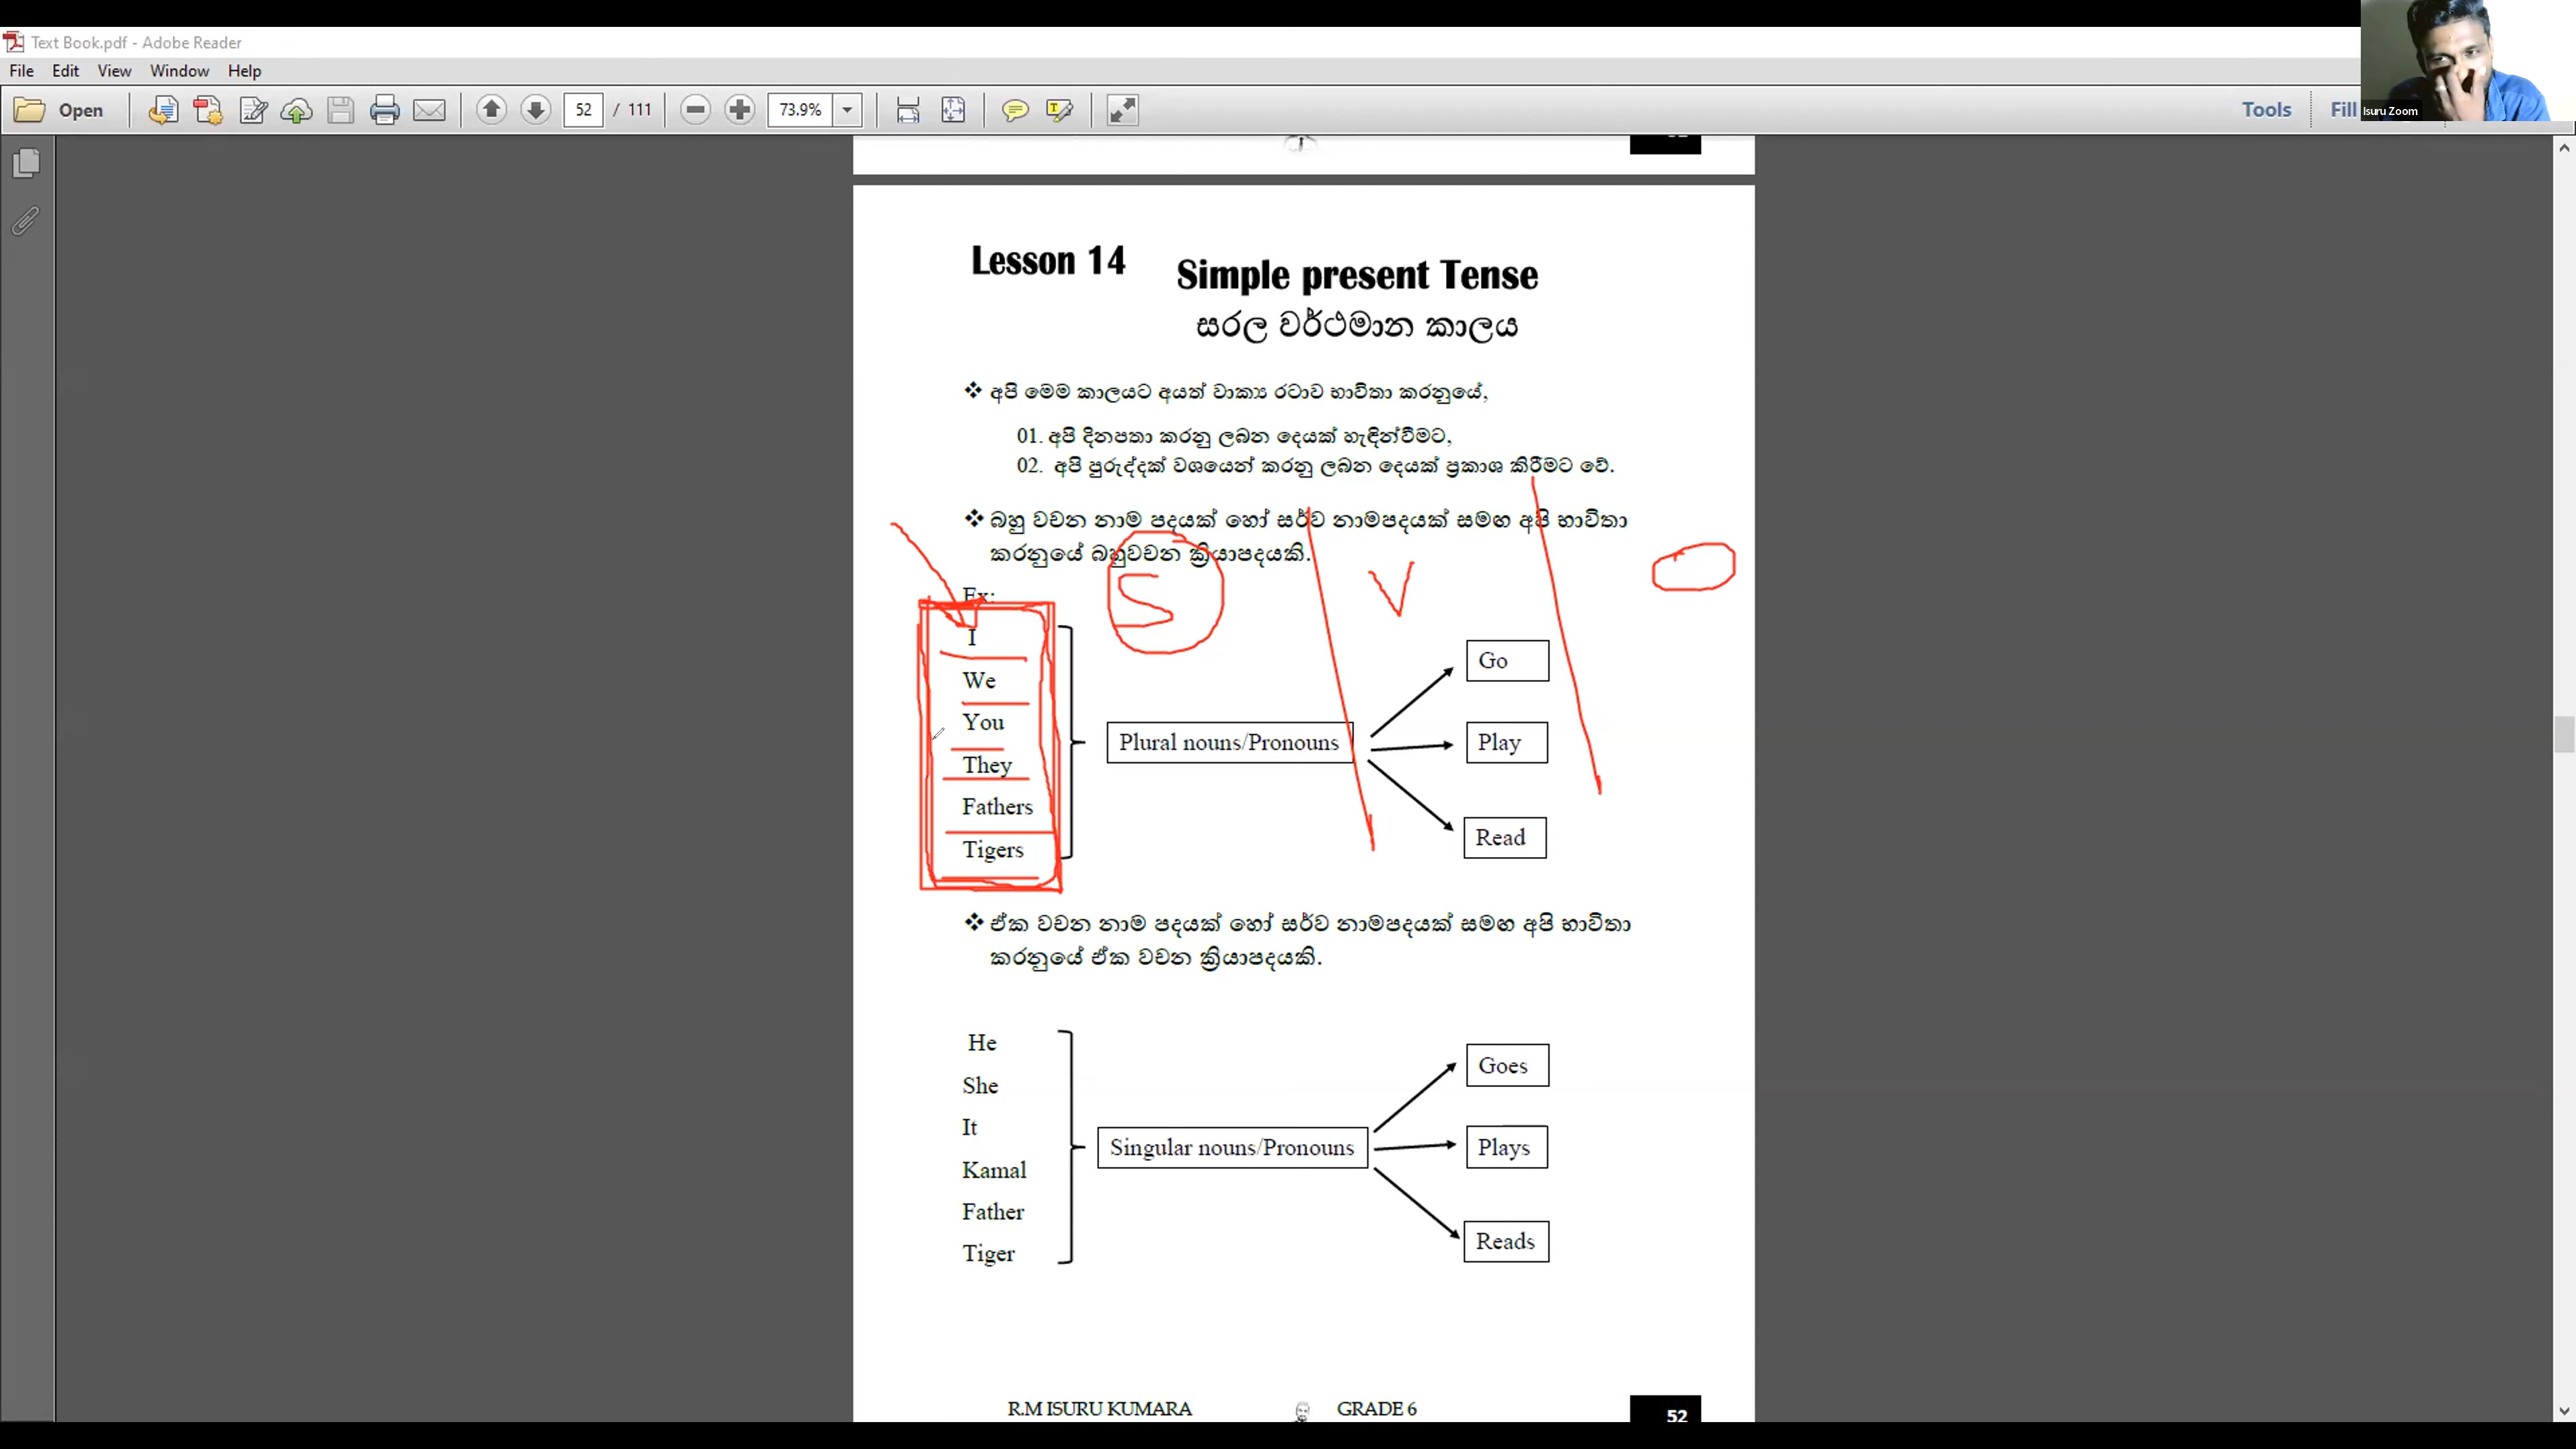 Text Book.pdf - Adobe Reader
File Edit View Window Help
Open 52 / 111 73.9% Tools Fill
Isuru Zoom
Lesson 14
Simple present Tense
සරල වර්ථමාන කාලය
❖ අපි මෙම කාලයට අයත් වාක්‍ය රටාව භාවිතා කරනුයේ,
01. අපි දිනපතා කරනු ලබන දෙයක් හැඳින්වීමට,
02. අපි පුරුද්දක් වශයෙන් කරනු ලබන දෙයක් ප්‍රකාශ කිරීමට වේ.
❖ බහු වචන නාම පදයක් හෝ සර්ව නාමපදයක් සමඟ අපි භාවිතා
කරනුයේ බහුවචන ක්‍රියාපදයකි.
Ex:
S V
I
We
You
They
Fathers
Tigers
Plural nouns/Pronouns
Go
Play
Read
❖ ඒක වචන නාම පදයක් හෝ සර්ව නාමපදයක් සමඟ අපි භාවිතා
කරනුයේ ඒක වචන ක්‍රියාපදයකි.
He
She
It
Kamal
Father
Tiger
Singular nouns/Pronouns
Goes
Plays
Reads
R.M ISURU KUMARA GRADE 6 52